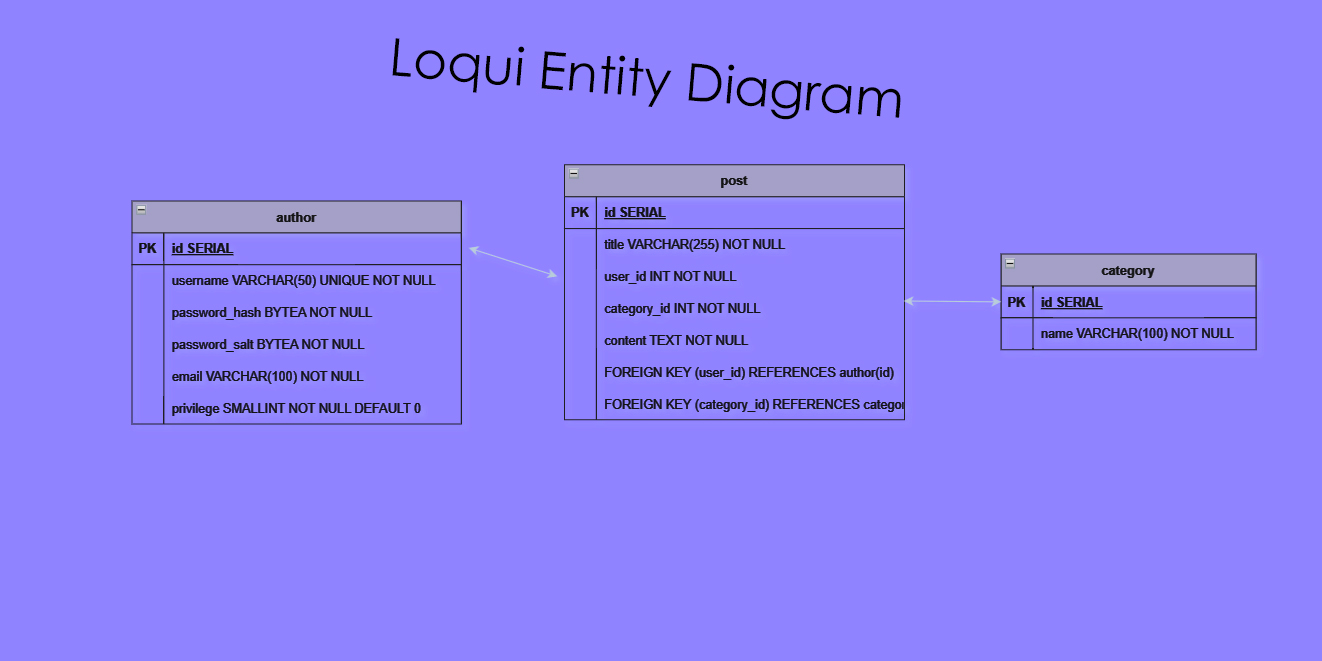 Loqui Entity Diagram
author
PK id SERIAL
username VARCHAR(50) UNIQUE NOT NULL
password_hash BYTEA NOT NULL
password_salt BYTEA NOT NULL
email VARCHAR(100) NOT NULL
privilege SMALLINT NOT NULL DEFAULT 0
post
PK id SERIAL
title VARCHAR(255) NOT NULL
user_id INT NOT NULL
category_id INT NOT NULL
content TEXT NOT NULL
FOREIGN KEY (user_id) REFERENCES author(id)
FOREIGN KEY (category_id) REFERENCES
category
PK id SERIAL
name VARCHAR(100) NOT NULL